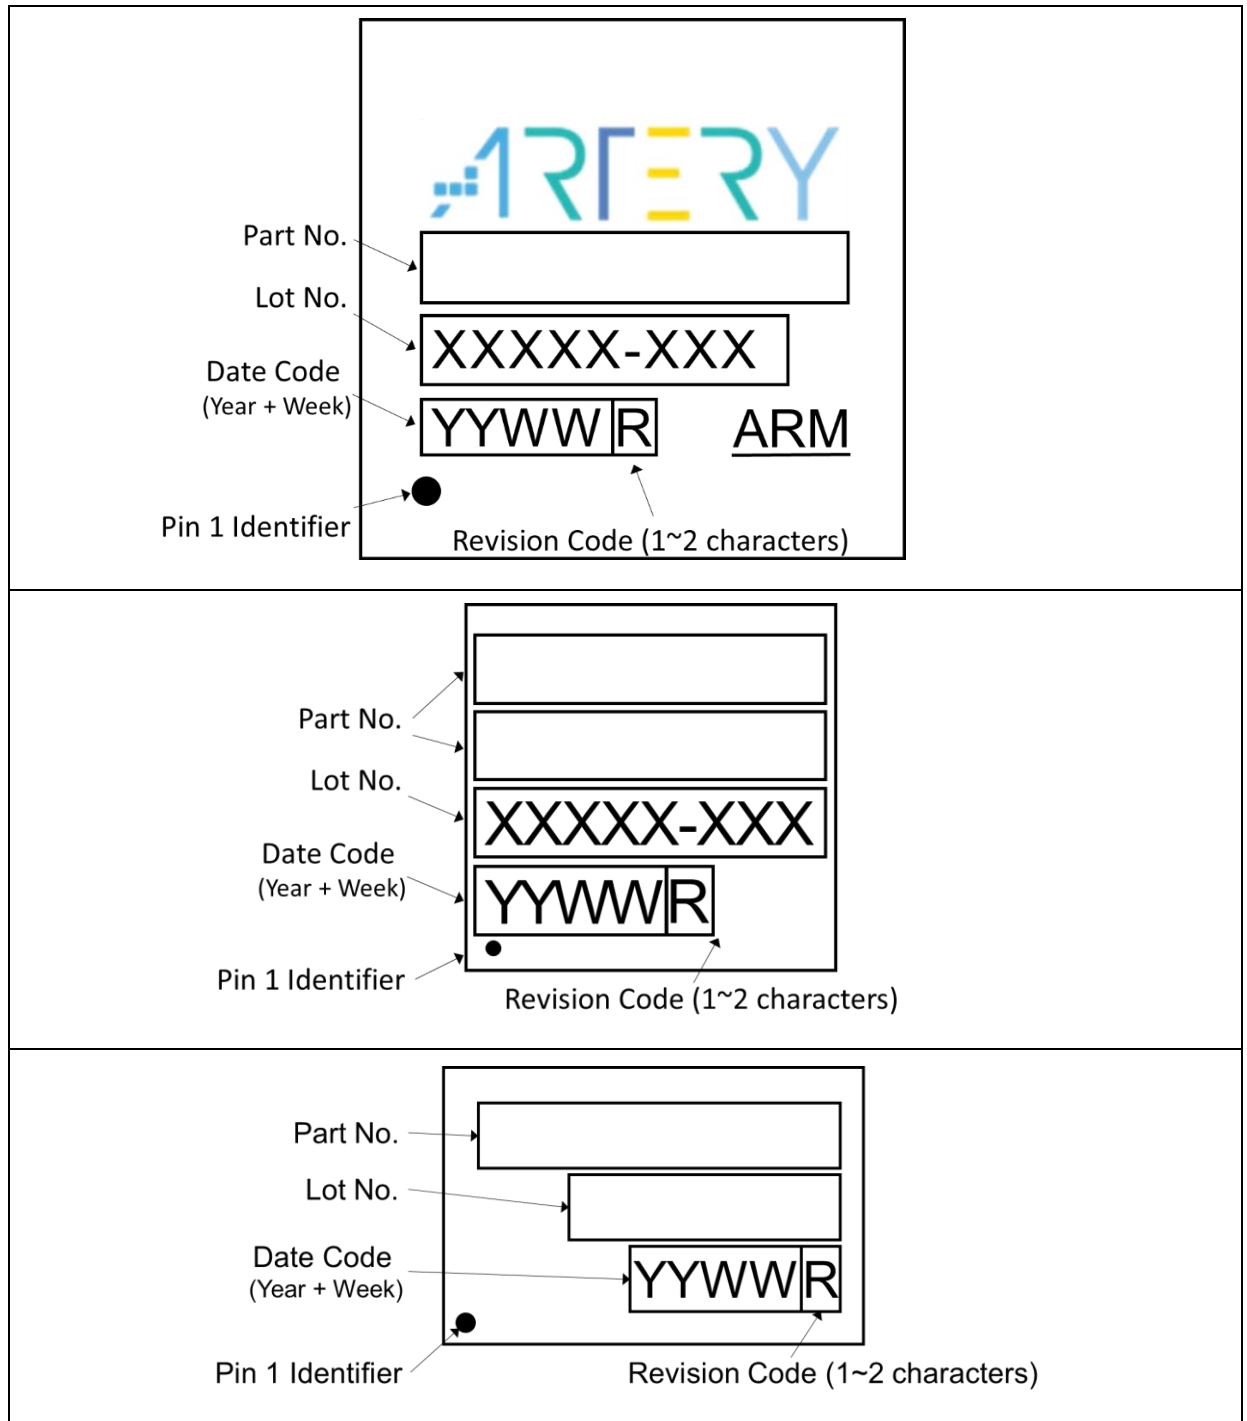 ARTERY
Part No.
Lot No.
XXXXX-XXX
Date Code
(Year + Week)
YYWW R
ARM
Pin 1 Identifier
Revision Code (1~2 characters)
Part No.
Lot No.
XXXXX-XXX
Date Code
(Year + Week)
YYWW R
Pin 1 Identifier
Revision Code (1~2 characters)
Part No.
Lot No.
Date Code
(Year + Week)
YYWW R
Pin 1 Identifier
Revision Code (1~2 characters)